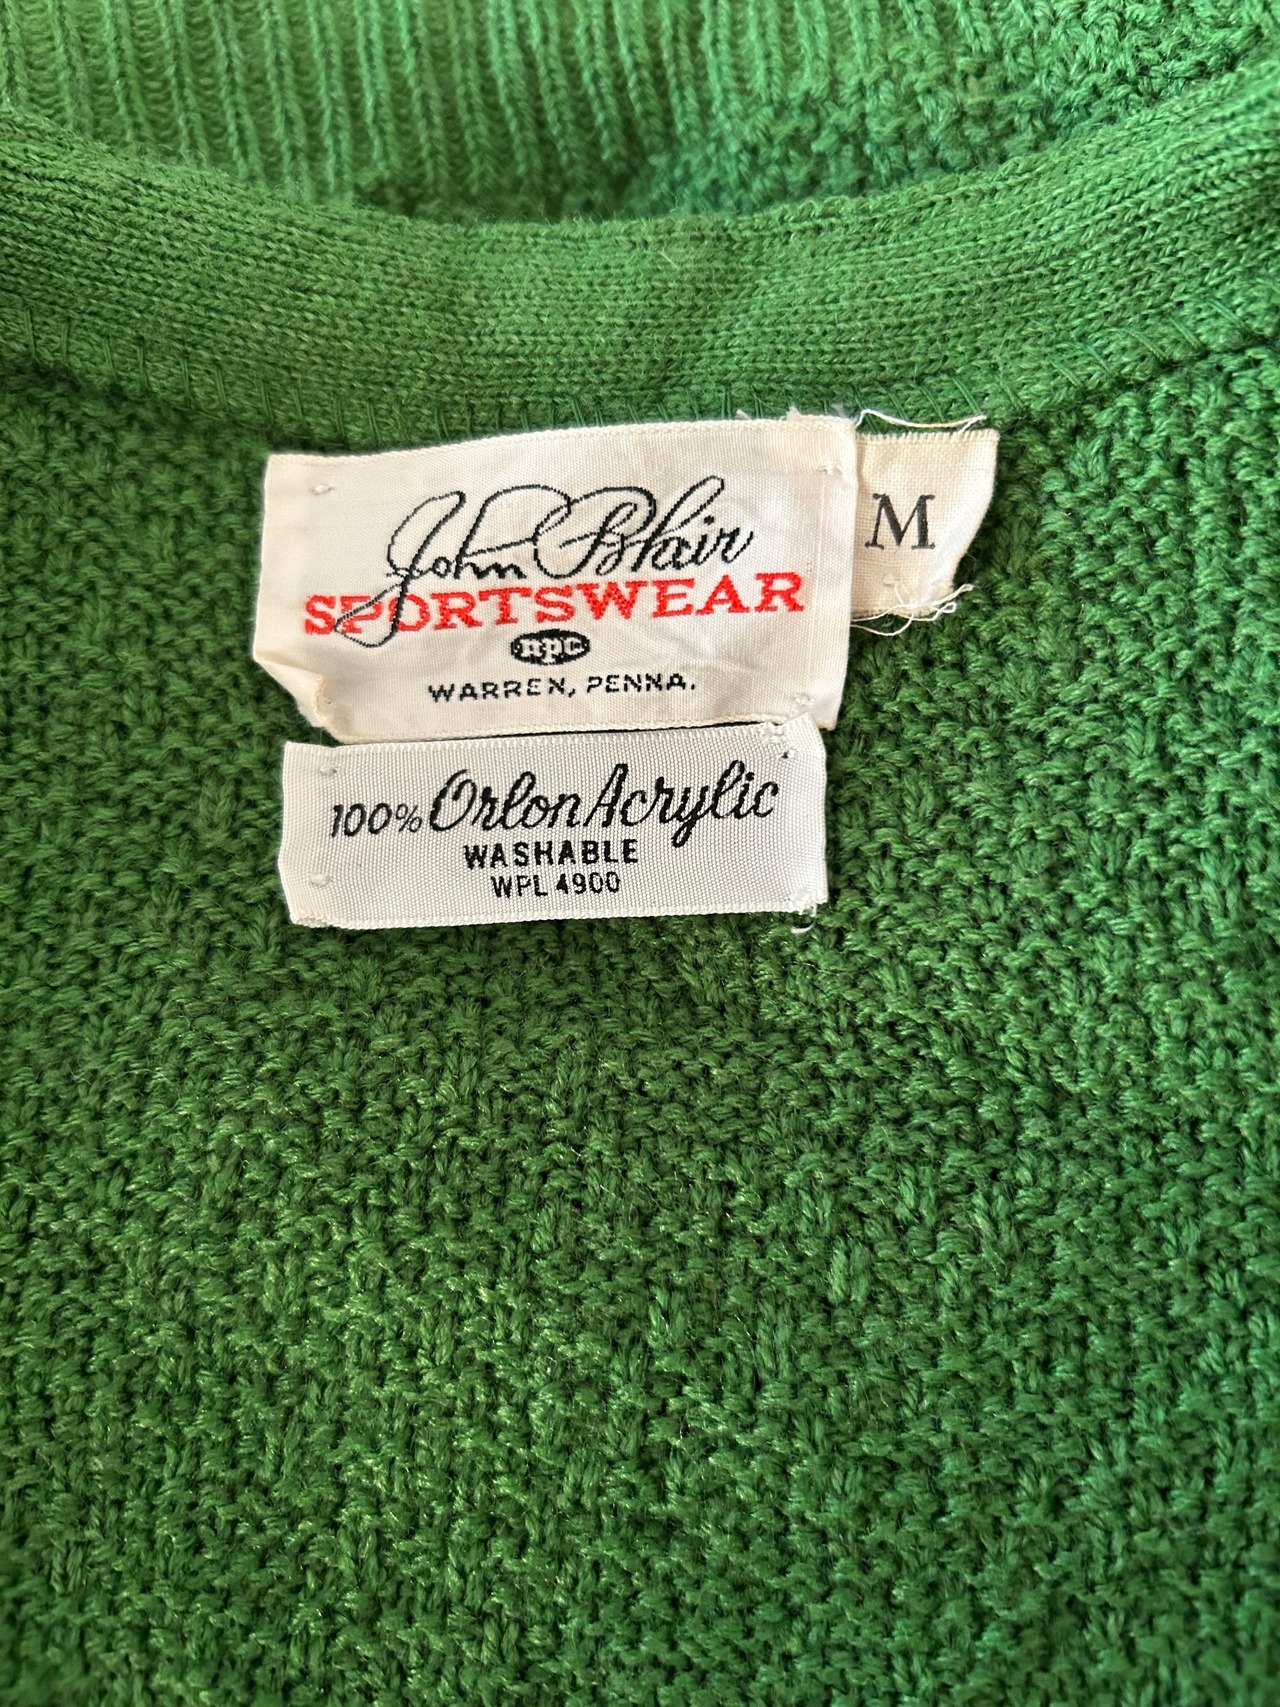 John Blair
SPORTSWEAR
npc
WARREN, PENNA.
M
100% Orlon Acrylic
WASHABLE
WPL 4900